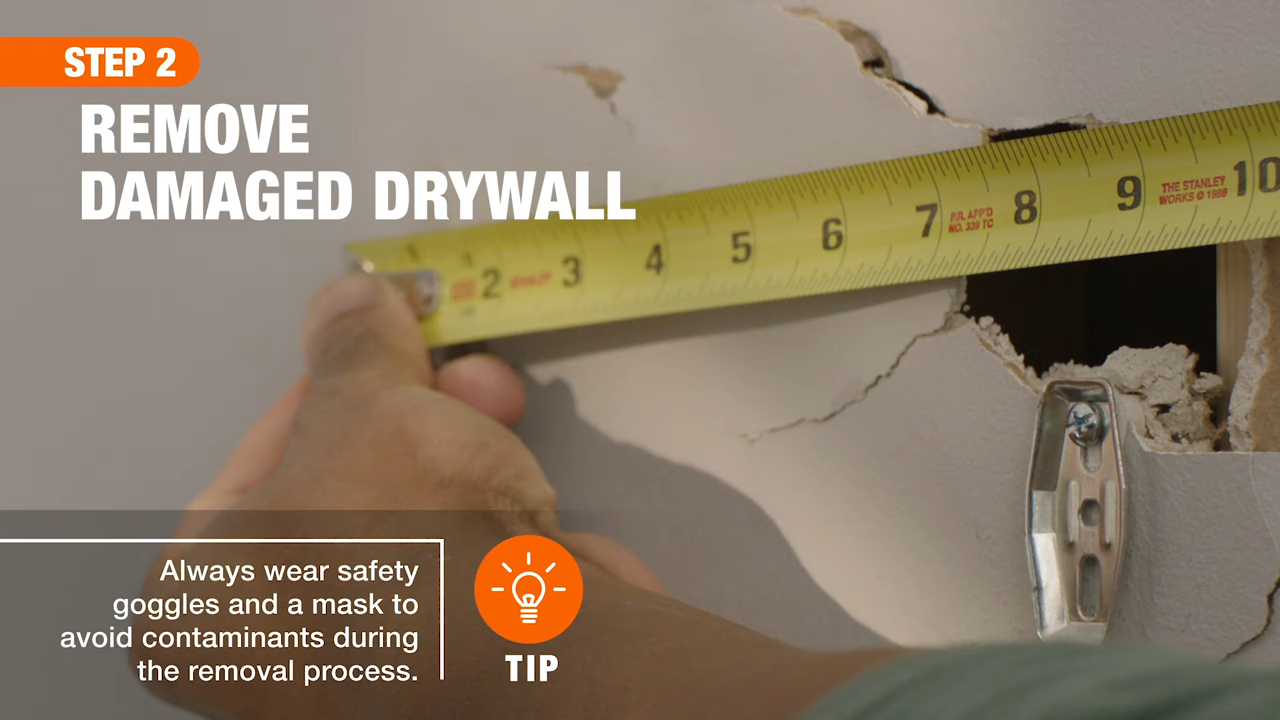 STEP 2
REMOVE
DAMAGED DRYWALL
2 3 4 5 6 7 P.R. APP'D NO. 339 TC 8 9 THE STANLEY WORKS © 1988 10
Always wear safety
goggles and a mask to
avoid contaminants during
the removal process.
TIP